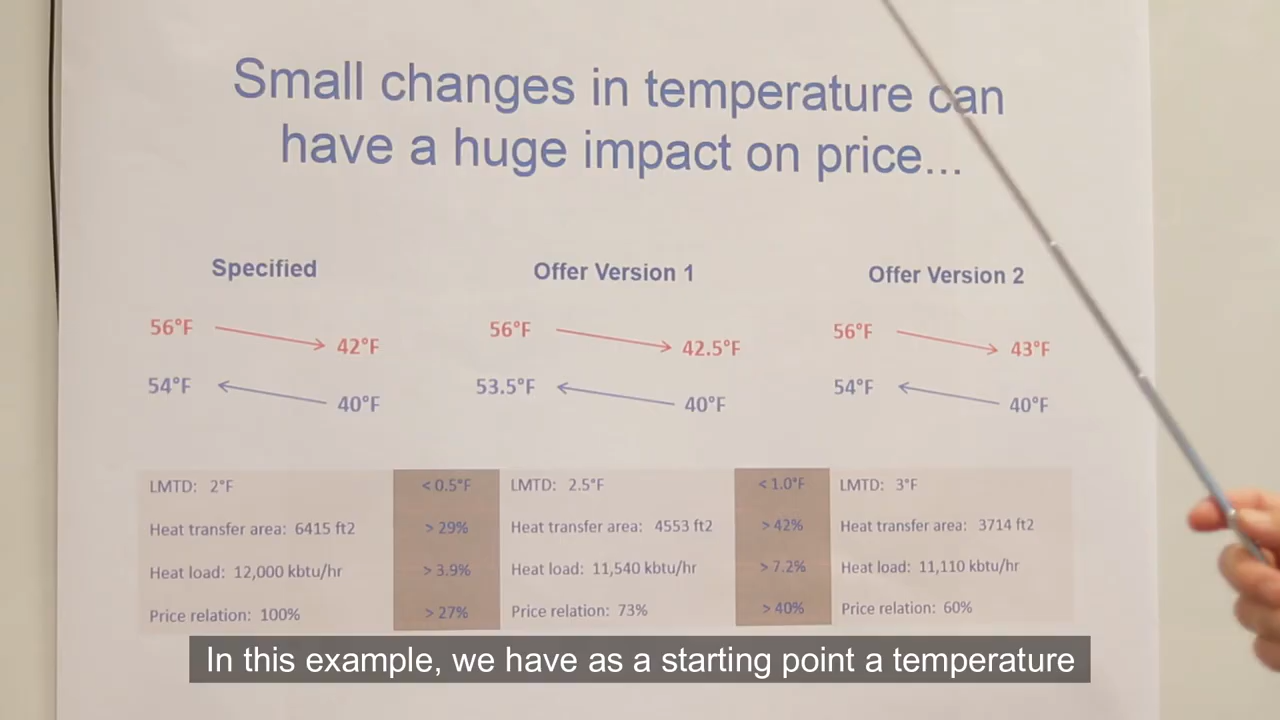 Small changes in temperature can
have a huge impact on price...
Specified
Offer Version 1
Offer Version 2
56°F
42°F
54°F
40°F
56°F
42.5°F
53.5°F
40°F
56°F
43°F
54°F
40°F
LMTD: 2°F
< 0.5°F
LMTD: 2.5°F
< 1.0°F
LMTD: 3°F
Heat transfer area: 6415 ft2
> 29%
Heat transfer area: 4553 ft2
> 42%
Heat transfer area: 3714 ft2
Heat load: 12,000 kbtu/hr
> 3.9%
Heat load: 11,540 kbtu/hr
> 7.2%
Heat load: 11,110 kbtu/hr
Price relation: 100%
> 27%
Price relation: 73%
> 40%
Price relation: 60%
In this example, we have as a starting point a temperature